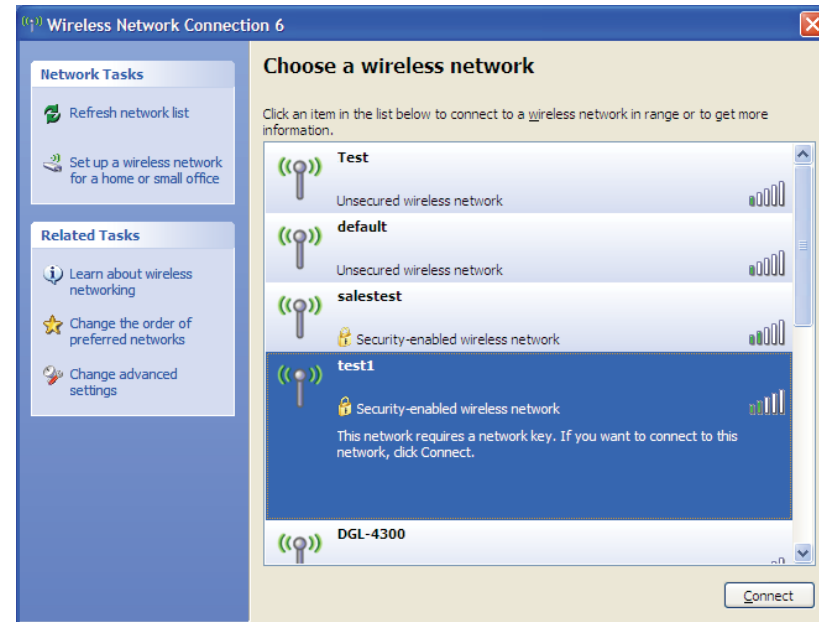 Wireless Network Connection 6
Network Tasks
Refresh network list
Set up a wireless network
for a home or small office
Related Tasks
Learn about wireless
networking
Change the order of
preferred networks
Change advanced
settings
Choose a wireless network
Click an item in the list below to connect to a wireless network in range or to get more
information.
Test
Unsecured wireless network
default
Unsecured wireless network
salestest
Security-enabled wireless network
test1
Security-enabled wireless network
This network requires a network key. If you want to connect to this
network, click Connect.
DGL-4300
Connect